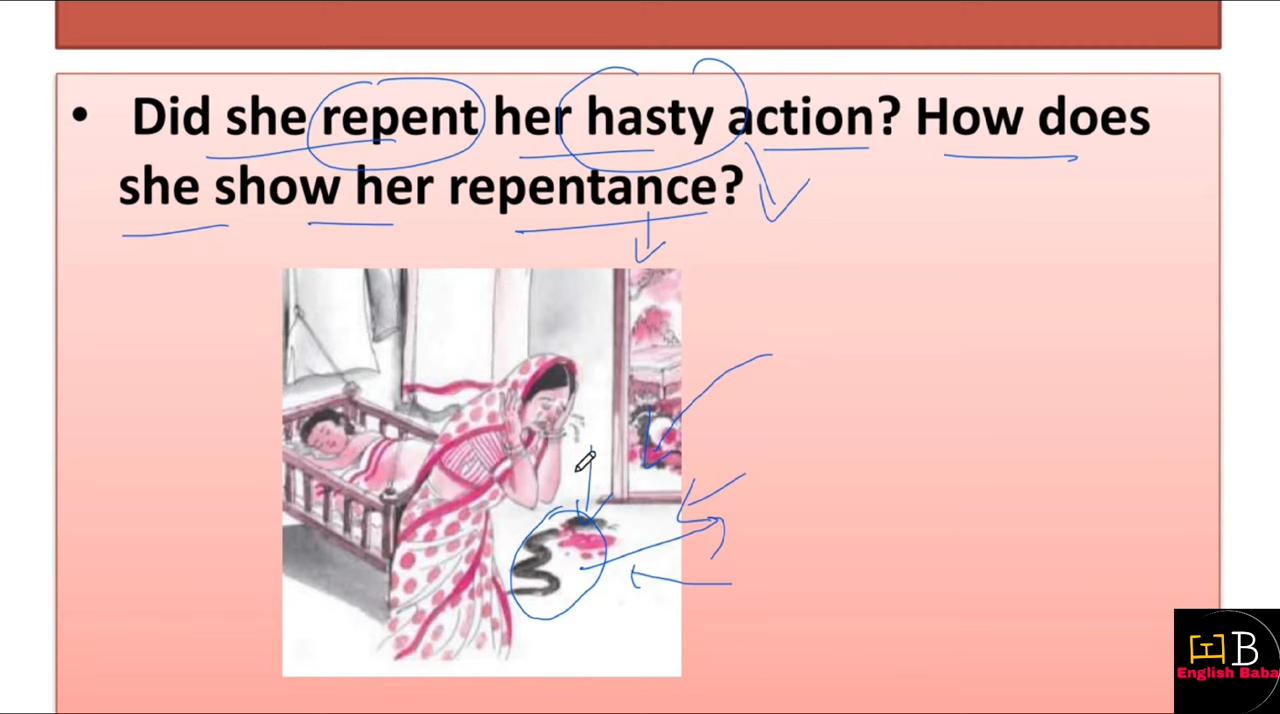 • Did she repent her hasty action? How does
she show her repentance?
B
English Baba